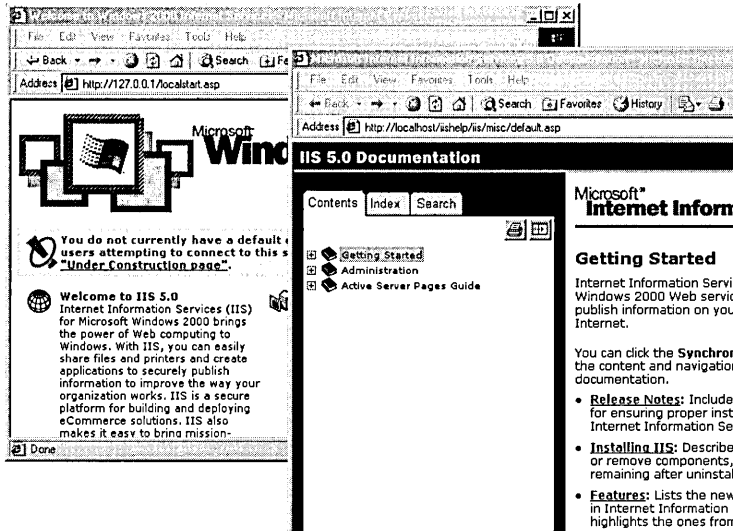 Welcome to Windows 2000 Internet Services
File Edit View Favorites Tools Help
Back Search
Address http://127.0.0.1/localstart.asp
Microsoft
Wind
You do not currently have a default
users attempting to connect to this s
"Under Construction page".
Welcome to IIS 5.0
Internet Information Services (IIS)
for Microsoft Windows 2000 brings
the power of Web computing to
Windows. With IIS, you can easily
share files and printers and create
applications to securely publish
information to improve the way your
organization works. IIS is a secure
platform for building and deploying
eCommerce solutions. IIS also
makes it easy to bring mission-
Done
File Edit View Favorites Tools Help
Back Search Favorites History
Address http://localhost/iishelp/iis/misc/default.asp
IIS 5.0 Documentation
Contents Index Search
Getting Started
Administration
Active Server Pages Guide
Microsoft
Internet Inform
Getting Started
Internet Information Servi
Windows 2000 Web servic
publish information on you
Internet.
You can click the Synchron
the content and navigation
documentation.
• Release Notes: Include
for ensuring proper inst
Internet Information Se
• Installing IIS: Describe
or remove components,
remaining after uninstal
• Features: Lists the new
in Internet Information
highlights the ones from